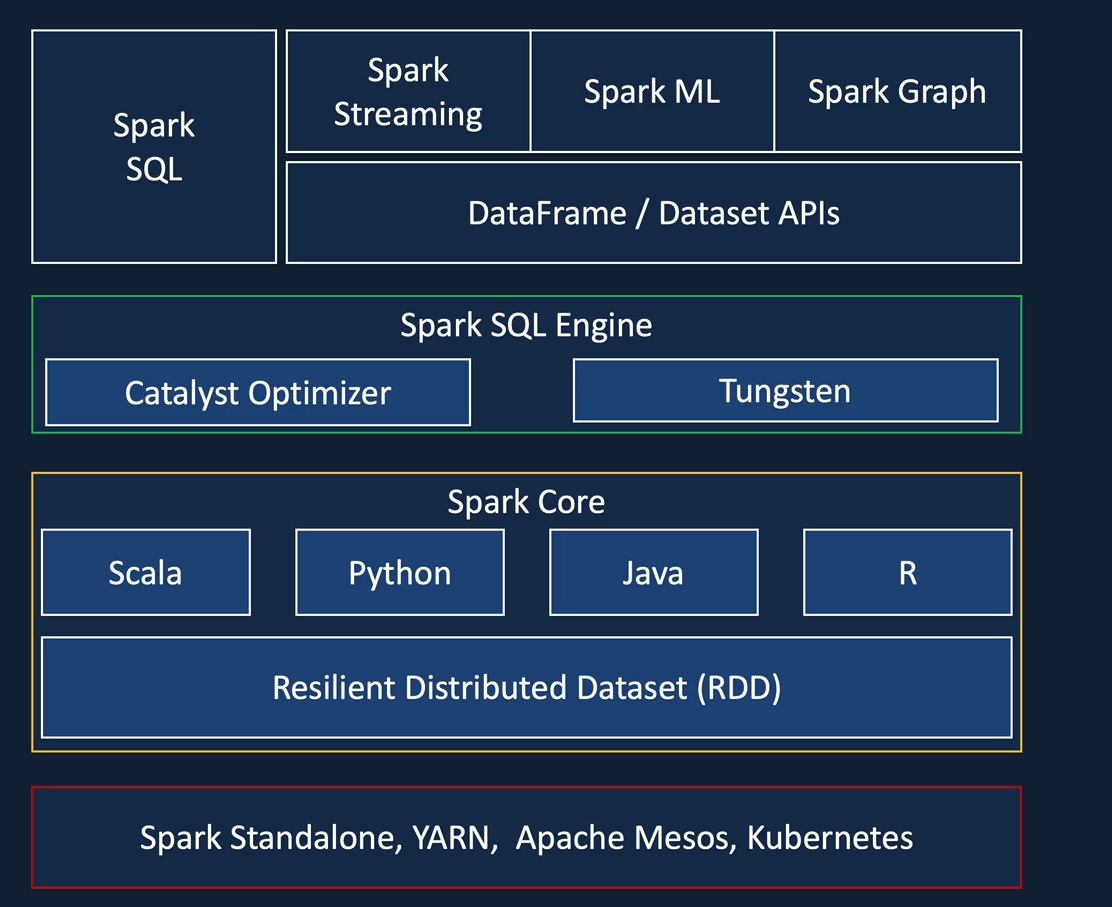 Spark
SQL
Spark
Streaming
Spark ML
Spark Graph
DataFrame / Dataset APIs
Spark SQL Engine
Catalyst Optimizer
Tungsten
Spark Core
Scala
Python
Java
R
Resilient Distributed Dataset (RDD)
Spark Standalone, YARN,  Apache Mesos, Kubernetes